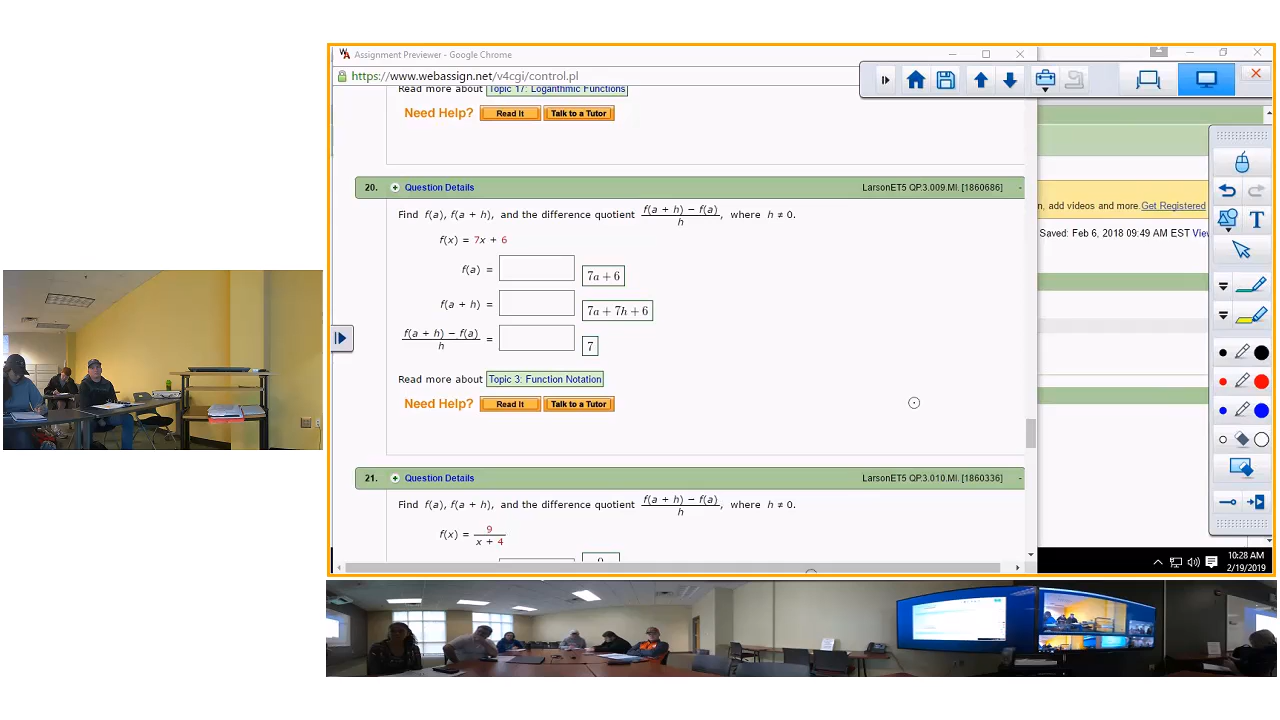 Assignment Previewer - Google Chrome
https://www.webassign.net/v4cgi/control.pl
Read more about Topic 17: Logarithmic Functions
Need Help? Read It Talk to a Tutor
20. Question Details LarsonET5 QP.3.009.MI. [1860686] -
Find f(a), f(a + h), and the difference quotient f(a + h) − f(a) / h, where h ≠ 0.
f(x) = 7x + 6
f(a) = 7a + 6
f(a + h) = 7a + 7h + 6
f(a + h) − f(a) / h = 7
Read more about Topic 3: Function Notation
Need Help? Read It Talk to a Tutor
21. Question Details LarsonET5 QP.3.010.MI. [1860336] -
Find f(a), f(a + h), and the difference quotient f(a + h) − f(a) / h, where h ≠ 0.
f(x) = 9 / x + 4
n, add videos and more. Get Registered
Saved: Feb 6, 2018 09:49 AM EST View
T
10:28 AM
2/19/2019